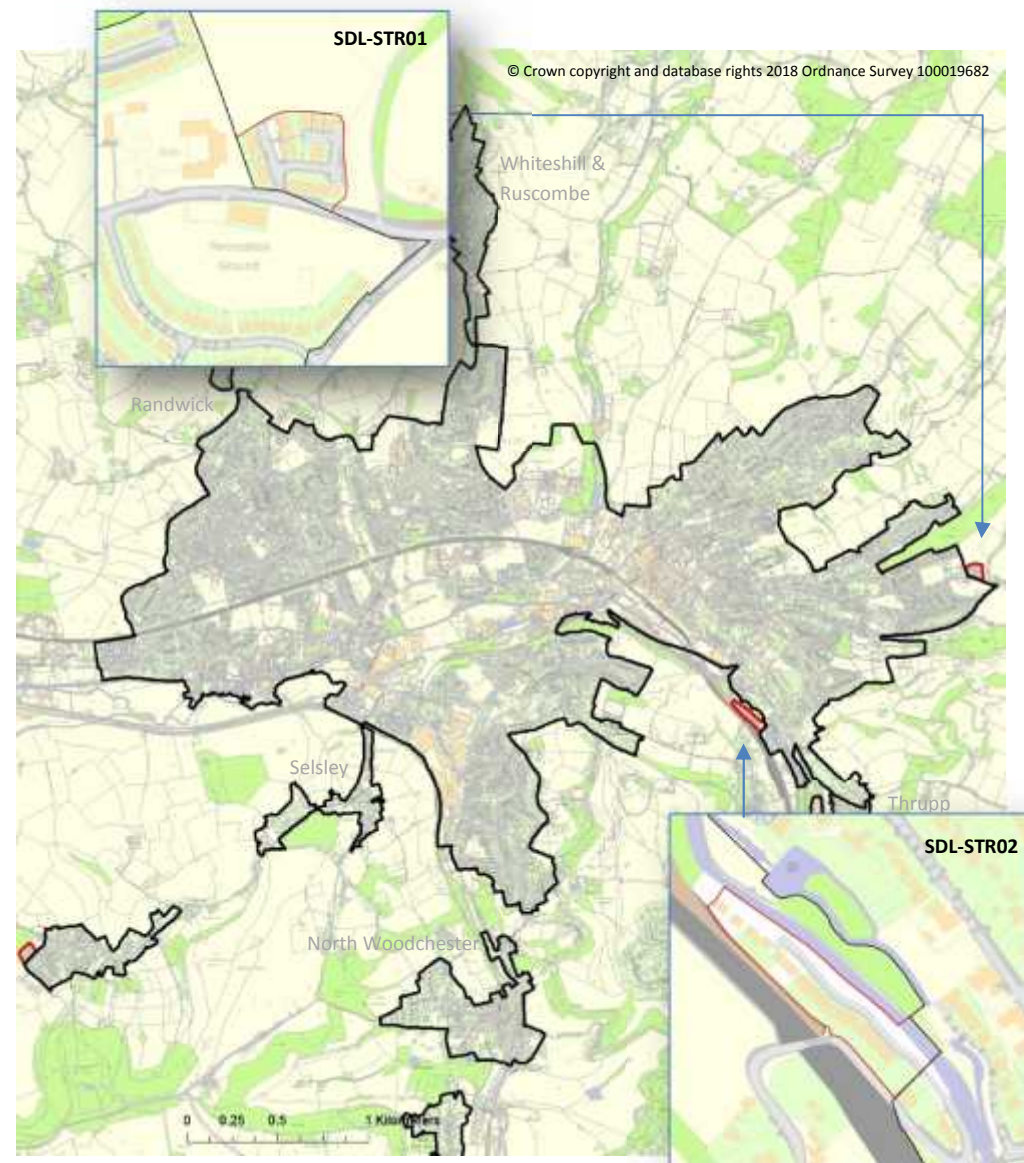 SDL-STR01
© Crown copyright and database rights 2018 Ordnance Survey 100019682
Whiteshill &
Ruscombe
Randwick
Selsley
Thrupp
SDL-STR02
North Woodchester
0 0.25 0.5 1 Kilometers